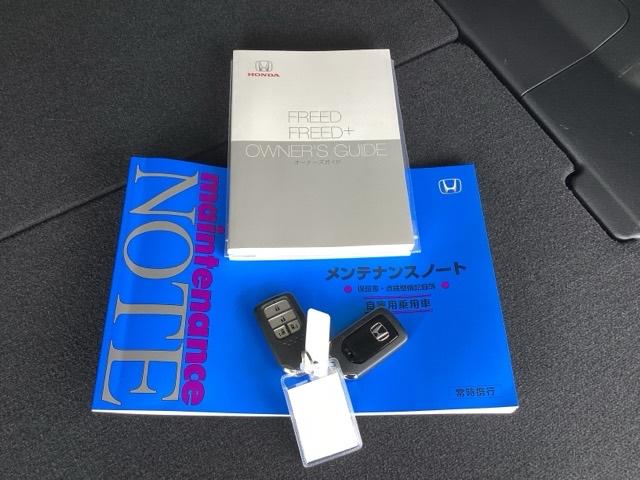 HONDA
FREED
FREED+
OWNER'S GUIDE
オーナーズガイド
maintenance
NOTE
メンテナンスノート
保証書・点検整備記録簿
自家用乗用車
常時携行